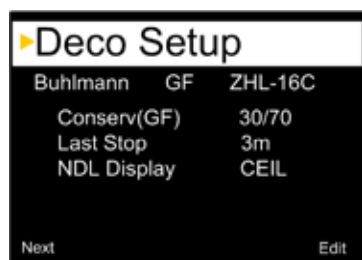 Deco Setup
Buhlmann GF ZHL-16C
Conserv(GF) 30/70
Last Stop 3m
NDL Display CEIL
Next Edit